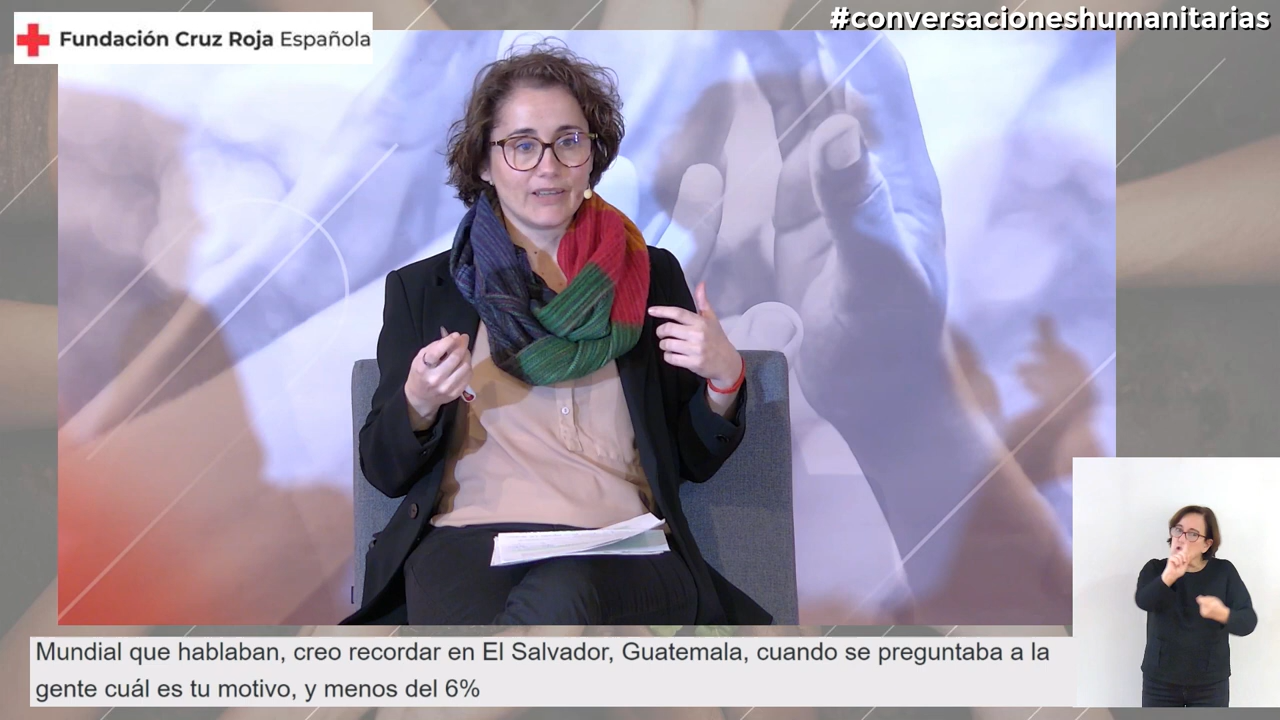 #conversacioneshumanitarias
Fundación Cruz Roja Española
Mundial que hablaban, creo recordar en El Salvador, Guatemala, cuando se preguntaba a la
gente cuál es tu motivo, y menos del 6%